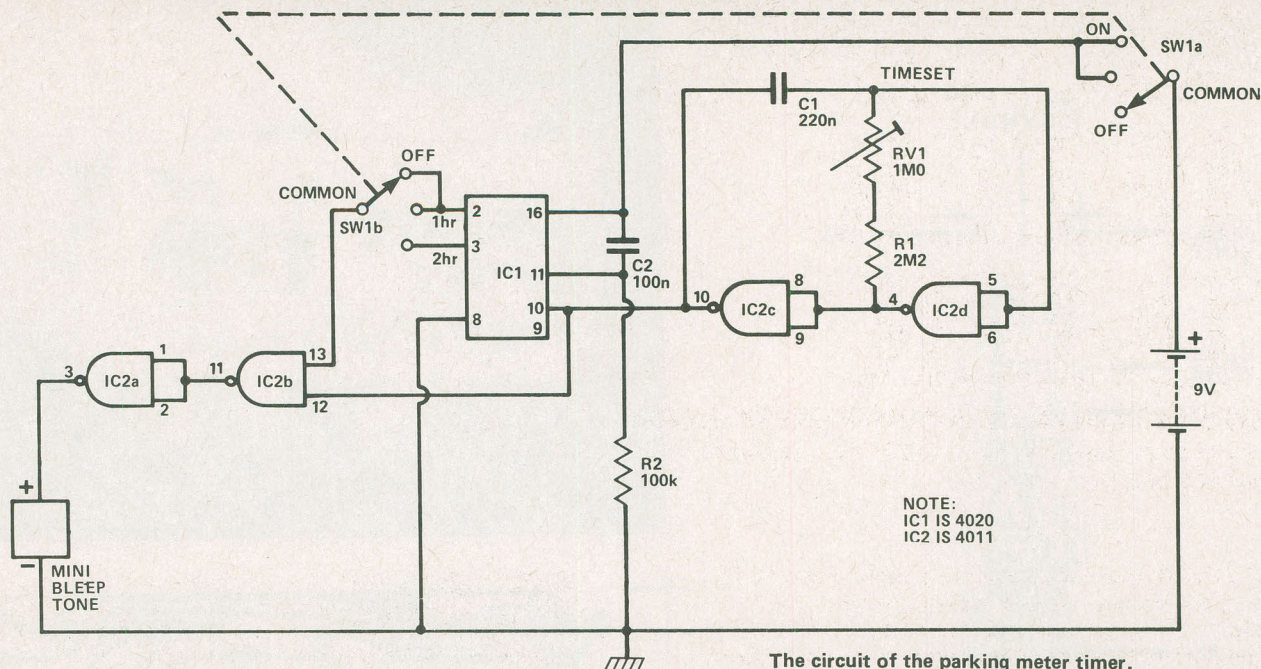 ON
SW1a
TIMESET
COMMON
C1
220n
OFF
RV1
1M0
OFF
COMMON
SW1b
1hr
2
16
2hr
3
IC1
11
C2
100n
R1
2M2
8
10
9
10
8
IC2c
9
4
5
IC2d
6
+
9V
3
1
IC2a
2
11
13
IC2b
12
R2
100k
+
−
MINI
BLEEP
TONE
NOTE:
IC1 IS 4020
IC2 IS 4011
The circuit of the parking meter timer.